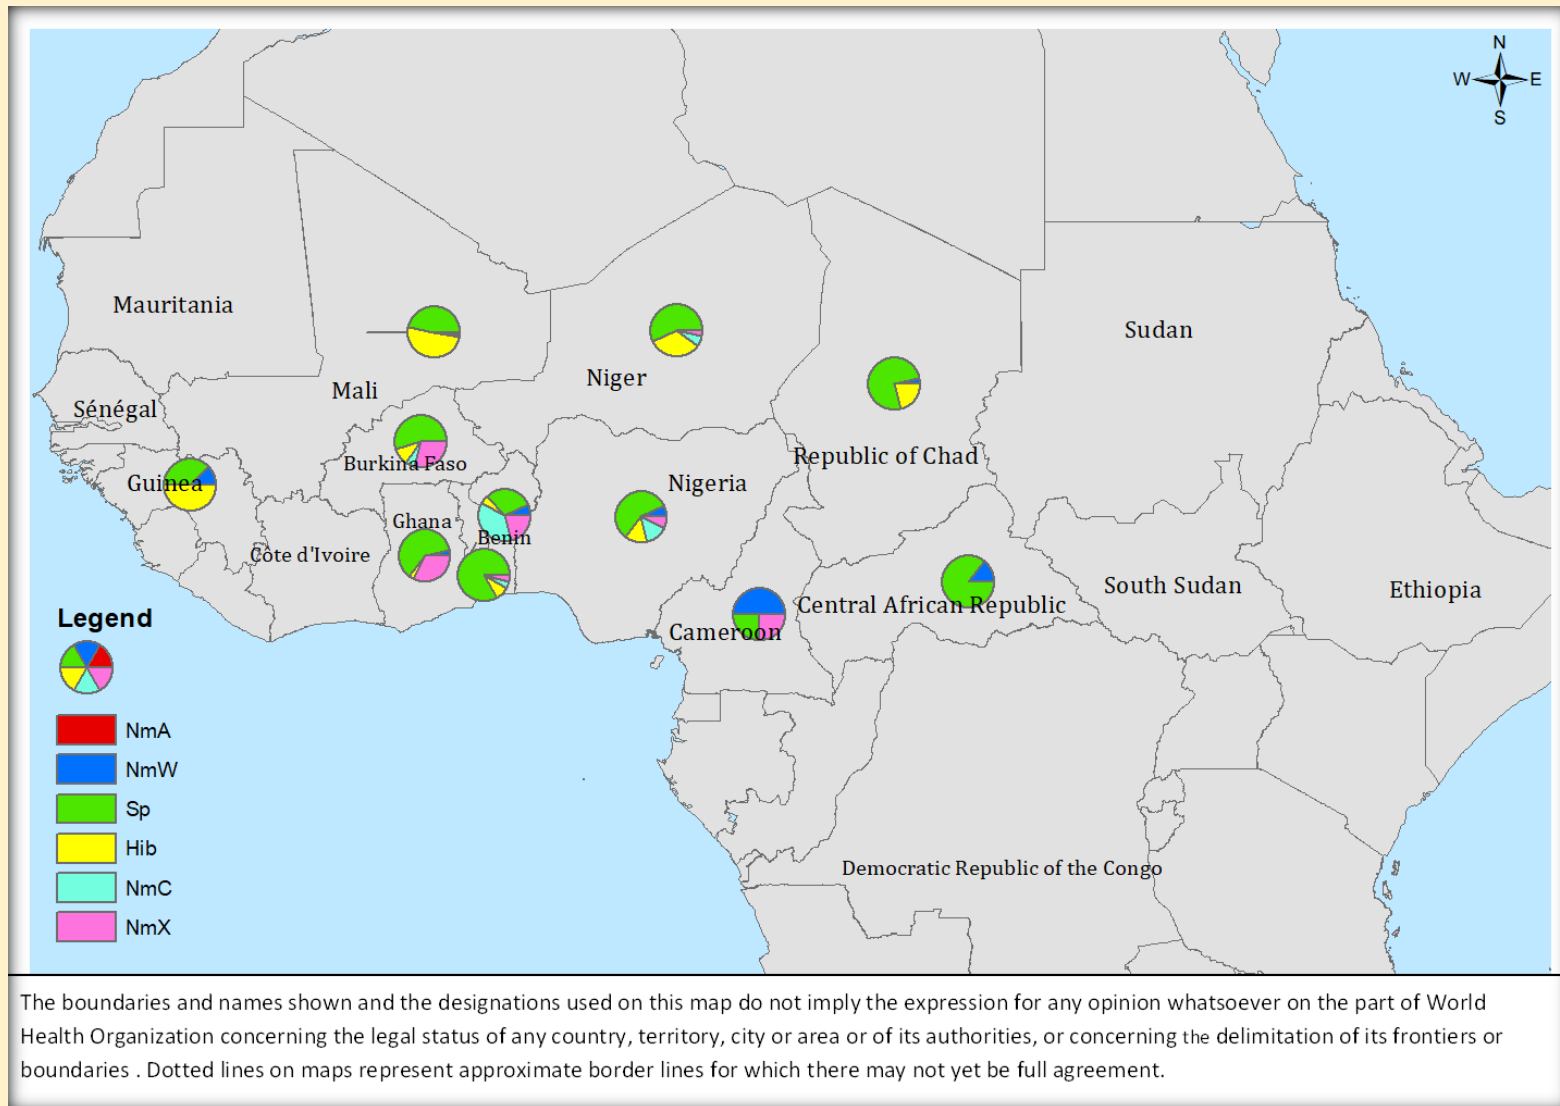 N
W E
S
Mauritania
Sudan
Niger
Mali
Sénégal
Republic of Chad
Burkina Faso
Guinea
Nigeria
Ghana
Benin
Côte d'Ivoire
South Sudan
Ethiopia
Central African Republic
Cameroon
Legend
NmA
NmW
Sp
Hib
NmC
NmX
Democratic Republic of the Congo
The boundaries and names shown and the designations used on this map do not imply the expression for any opinion whatsoever on the part of World
Health Organization concerning the legal status of any country, territory, city or area or of its authorities, or concerning the delimitation of its frontiers or
boundaries . Dotted lines on maps represent approximate border lines for which there may not yet be full agreement.